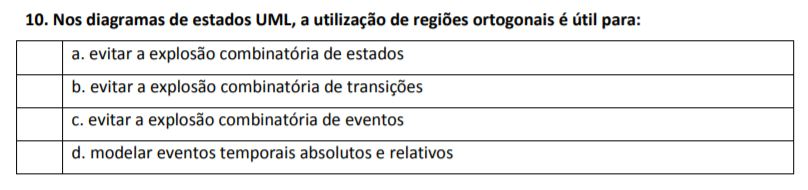 10. Nos diagramas de estados UML, a utilização de regiões ortogonais é útil para:
a. evitar a explosão combinatória de estados
b. evitar a explosão combinatória de transições
c. evitar a explosão combinatória de eventos
d. modelar eventos temporais absolutos e relativos